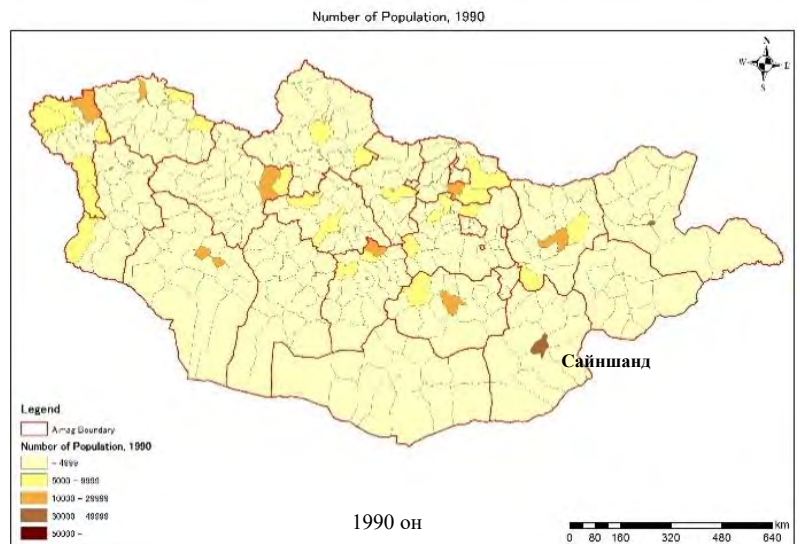 Number of Population, 1990
N
W E
S
Сайншанд
Legend
Aimag Boundary
Number of Population, 1990
- 4999
5000 - 9999
10000 - 29999
30000 - 49999
50000 -
1990 он
km
0 80 160 320 480 640